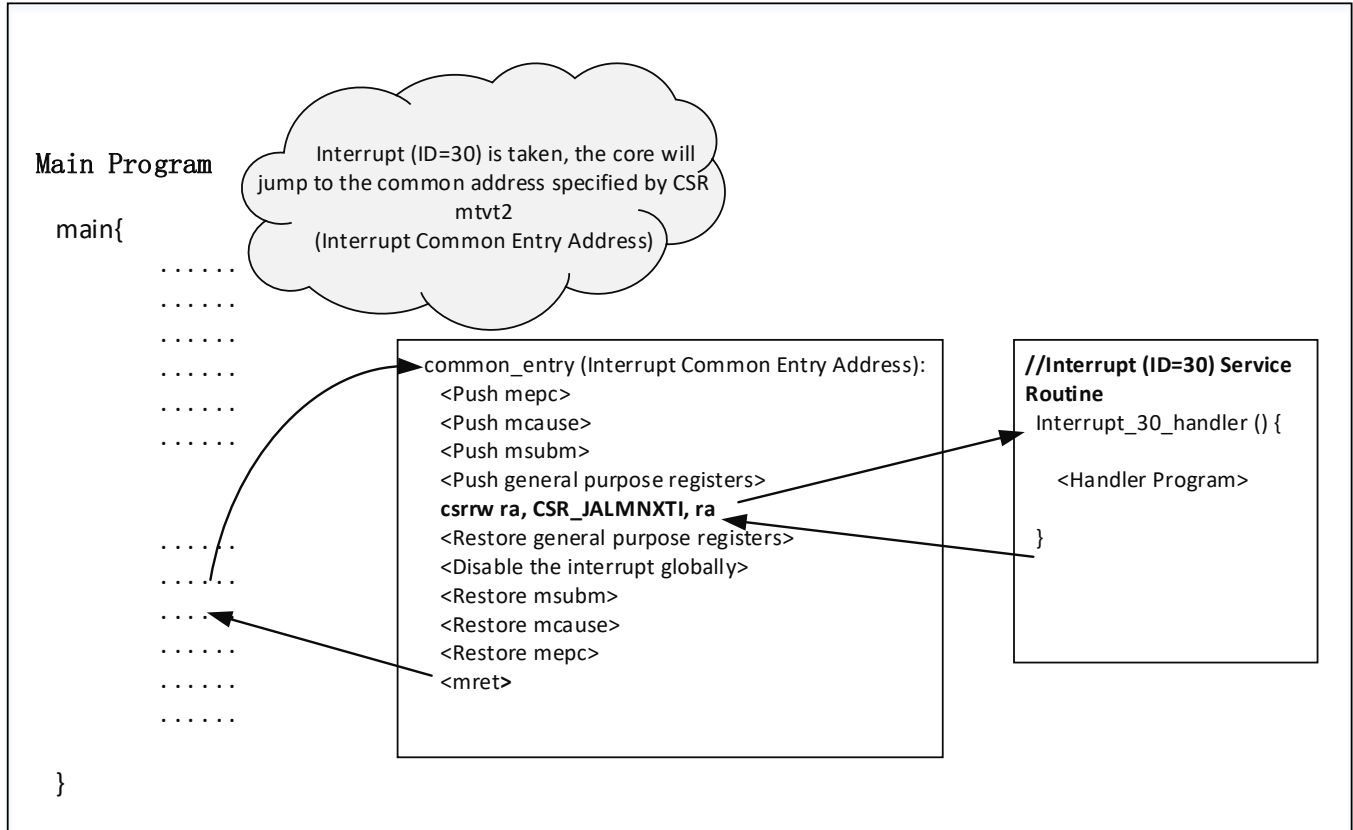 Interrupt (ID=30) is taken, the core will
jump to the common address specified by CSR
mtvt2
(Interrupt Common Entry Address)
Main Program
main{
......
......
......
......
......
......
......
......
......
......
......
......
}
common_entry (Interrupt Common Entry Address):
<Push mepc>
<Push mcause>
<Push msubm>
<Push general purpose registers>
csrrw ra, CSR_JALMNXTI, ra
<Restore general purpose registers>
<Disable the interrupt globally>
<Restore msubm>
<Restore mcause>
<Restore mepc>
<mret>
//Interrupt (ID=30) Service
Routine
Interrupt_30_handler () {
<Handler Program>
}